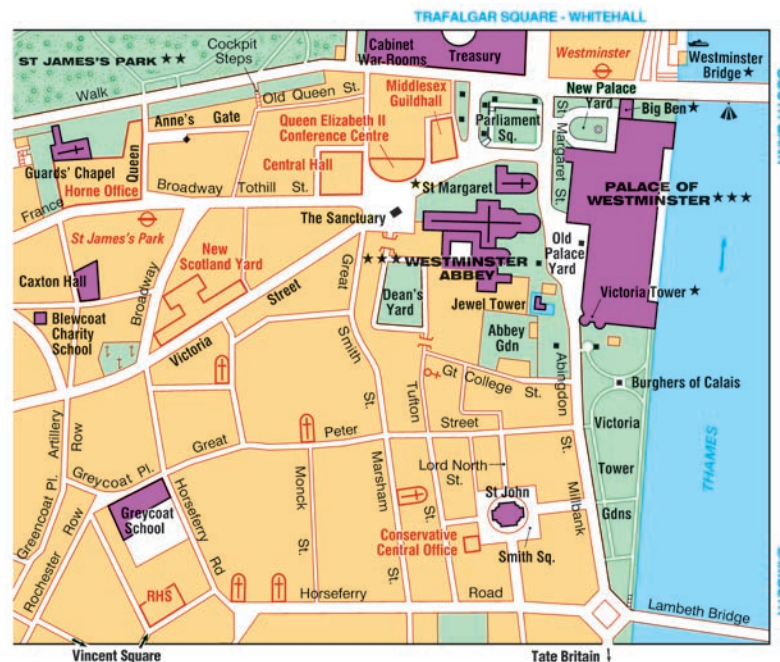 TRAFALGAR SQUARE - WHITEHALL
ST JAMES'S PARK ★★
Cockpit
Steps
Cabinet
War-Rooms
Treasury
Westminster
Westminster
Bridge ★
Walk
Old Queen St.
Middlesex
Guildhall
New Palace
Yard
Big Ben ★
Anne's Gate
Queen
Queen Elizabeth II
Conference Centre
Parliament
Sq.
St Margaret St.
Guards' Chapel
Horne Office
France
Central Hall
Broadway
Tothill St.
★ St Margaret
PALACE OF
WESTMINSTER ★★★
The Sanctuary
St James's Park
New
Scotland Yard
★★★ WESTMINSTER
ABBEY
Old
Palace
Yard
Caxton Hall
Broadway
Street
Great
Dean's
Yard
Jewel Tower
Victoria Tower ★
Blewcoat
Charity
School
Victoria
Smith
St.
Abbey
Gdn
Abingdon
St.
Tufton
St.
Gt College St.
Burghers of Calais
Artillery
Row
Great
Peter
Street
Victoria
Tower
Gdns
THAMES
Greycoat Pl.
Lord North
St.
Greencoat Pl.
Rochester Row
Greycoat
School
Horseferry
Rd
Monck
St.
Marsham
St.
St John
Millbank
Conservative
Central Office
Smith Sq.
RHS
Horseferry
Road
Lambeth Bridge
Vincent Square
Tate Britain